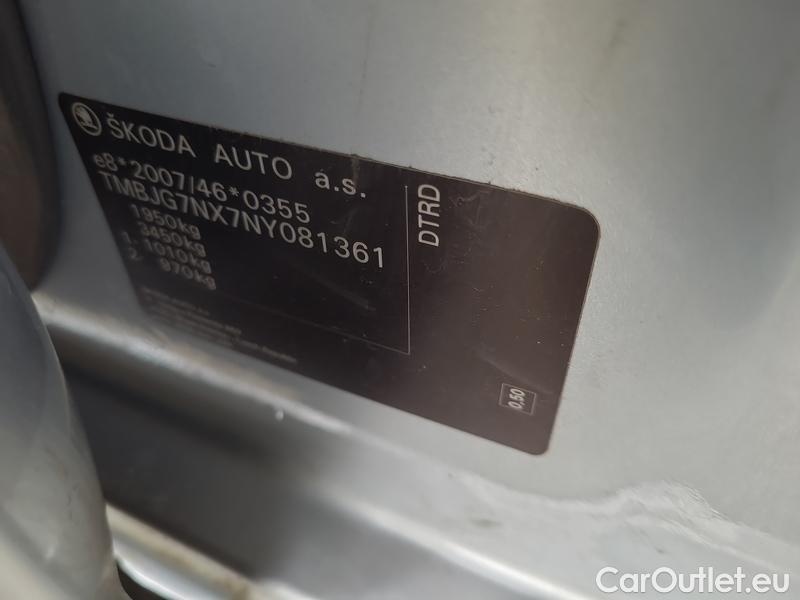 ŠKODA AUTO a.s.
e8*2007/46*0355
TMBJG7NX7NY081361
1950kg
3450kg
1. 1010kg
2. 970kg
DTRD
0,50
CarOutlet.eu